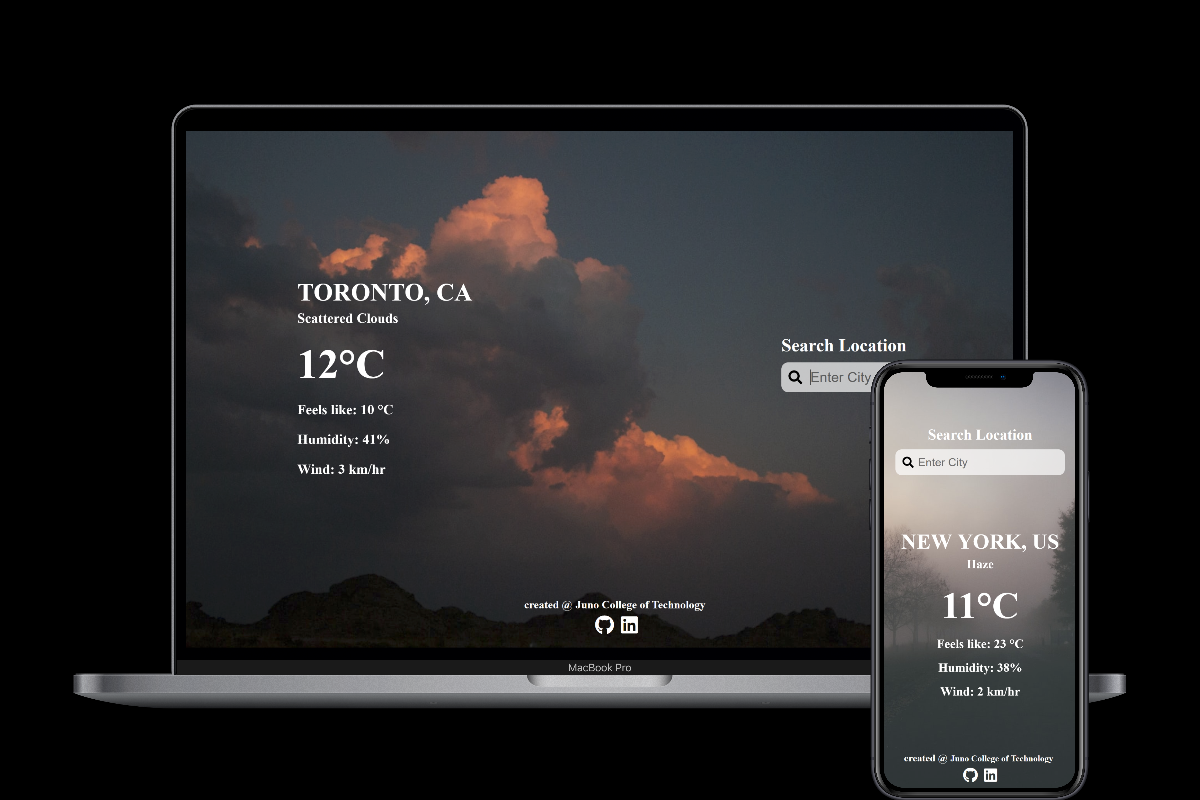 TORONTO, CA
Scattered Clouds
12°C
Feels like: 10 °C
Humidity: 41%
Wind: 3 km/hr
Search Location
Enter City
created @ Juno College of Technology
MacBook Pro
Search Location
Enter City
NEW YORK, US
Haze
11°C
Feels like: 23 °C
Humidity: 38%
Wind: 2 km/hr
created @ Juno College of Technology